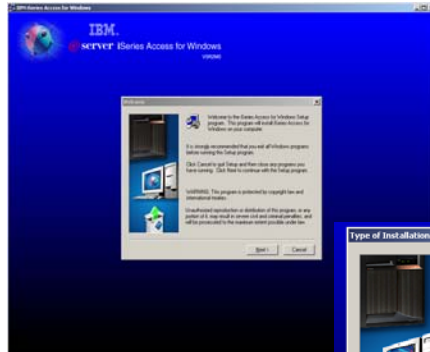 IBM iSeries Access for Windows
IBM.
server iSeries Access for Windows
V5R2M0
Welcome
Welcome to the iSeries Access for Windows Setup
program. This program will install iSeries Access for
Windows on your computer.
It is strongly recommended that you exit all Windows programs
before running this Setup program.
Click Cancel to quit Setup and then close any programs you
have running. Click Next to continue with the Setup program.
WARNING: This program is protected by copyright law and
international treaties.
Unauthorized reproduction or distribution of this program, or any
portion of it, may result in severe civil and criminal penalties, and
will be prosecuted to the maximum extent possible under law.
Next >
Cancel
Type of Installation